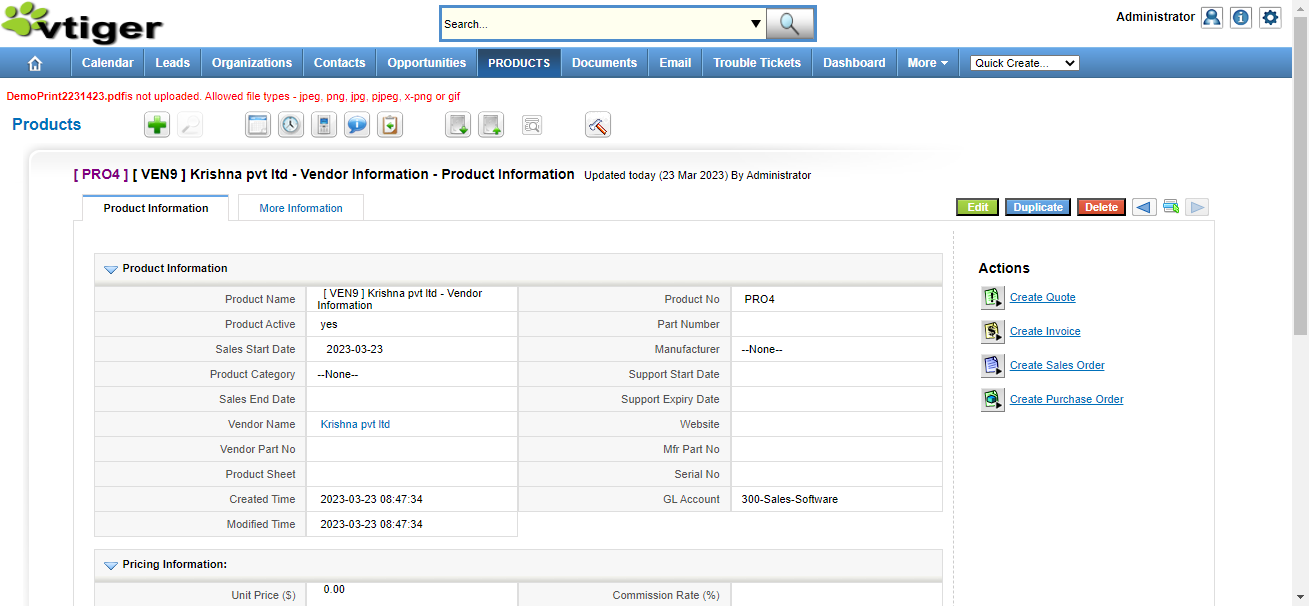 vtiger
Search...
Administrator
Calendar Leads Organizations Contacts Opportunities PRODUCTS Documents Email Trouble Tickets Dashboard More Quick Create...
DemoPrint2231423.pdfis not uploaded. Allowed file types - jpeg, png, jpg, pjpeg, x-png or gif
Products
[ PRO4 ] [ VEN9 ] Krishna pvt ltd - Vendor Information - Product Information Updated today (23 Mar 2023) By Administrator
Product Information More Information Edit Duplicate Delete
Product Information
Product Name [ VEN9 ] Krishna pvt ltd - Vendor
Information
Product No PRO4
Product Active yes Part Number
Sales Start Date 2023-03-23 Manufacturer --None--
Product Category --None-- Support Start Date
Sales End Date Support Expiry Date
Vendor Name Krishna pvt ltd Website
Vendor Part No Mfr Part No
Product Sheet Serial No
Created Time 2023-03-23 08:47:34 GL Account 300-Sales-Software
Modified Time 2023-03-23 08:47:34
Pricing Information:
Unit Price ($) 0.00 Commission Rate (%)
Actions
Create Quote
Create Invoice
Create Sales Order
Create Purchase Order